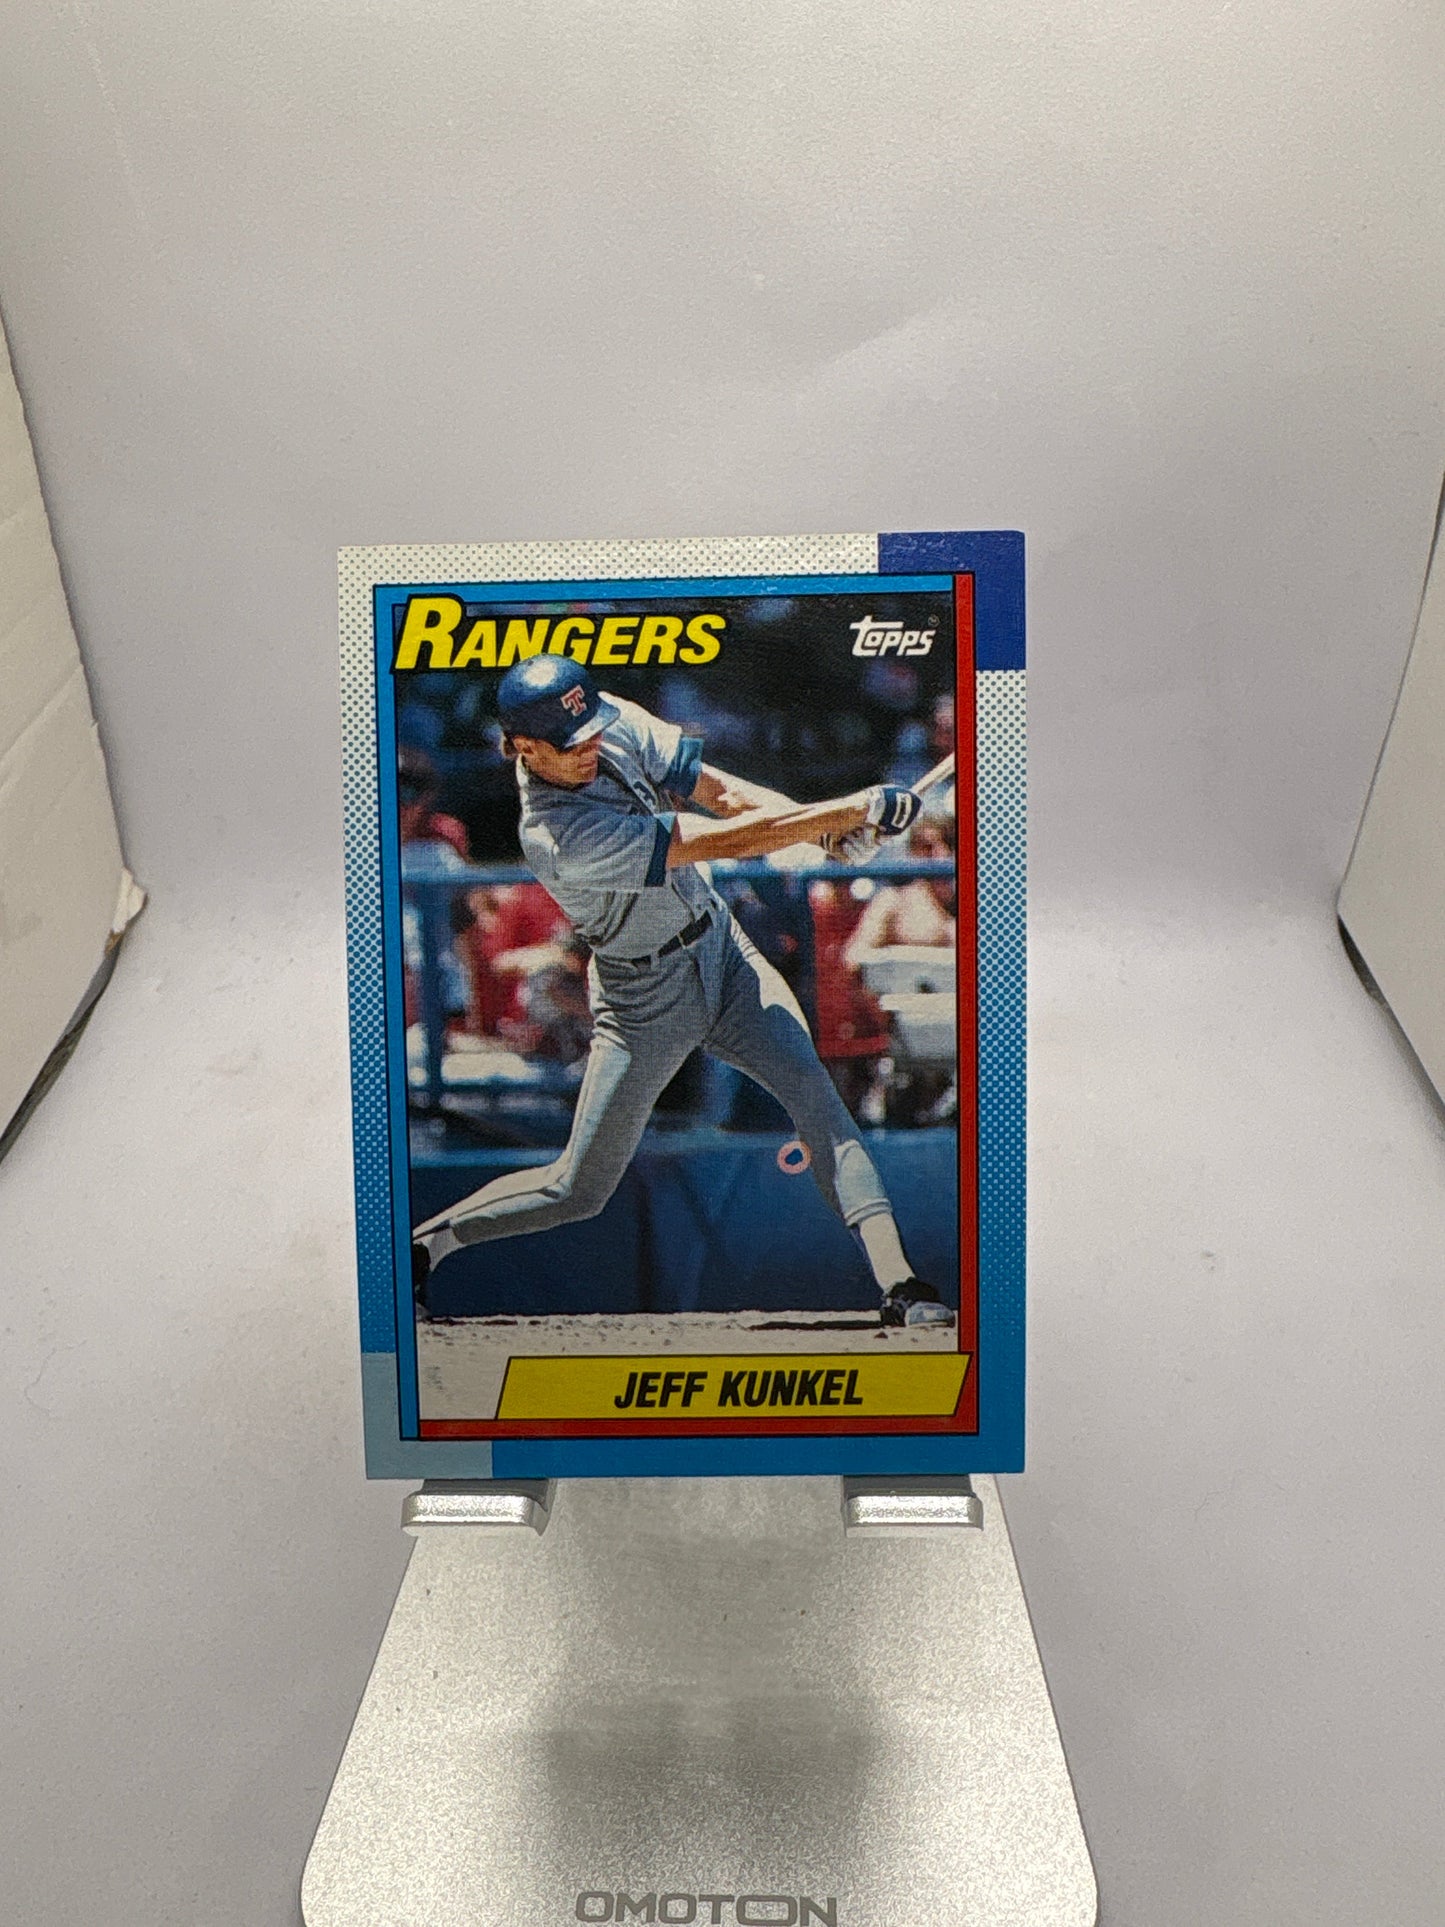 RANGERS
topps
T
JEFF KUNKEL
OMOTON